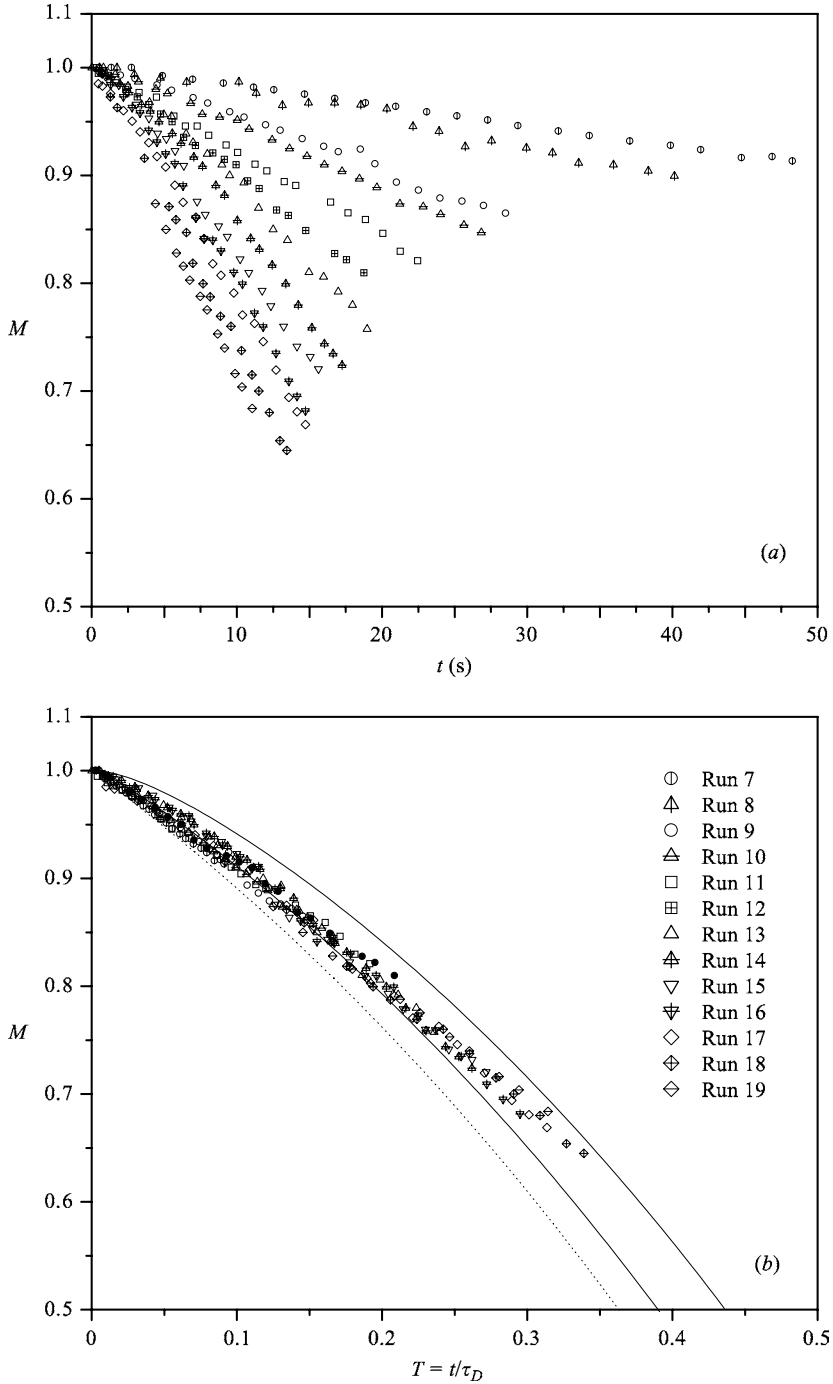 1.1
1.0
0.9
0.8
0.7
0.6
0.5
M
(a)
0 10 20 30 40 50
t (s)
1.1
1.0
0.9
0.8
0.7
0.6
0.5
M
Run 7
Run 8
Run 9
Run 10
Run 11
Run 12
Run 13
Run 14
Run 15
Run 16
Run 17
Run 18
Run 19
(b)
0 0.1 0.2 0.3 0.4 0.5
T = t/τ_D